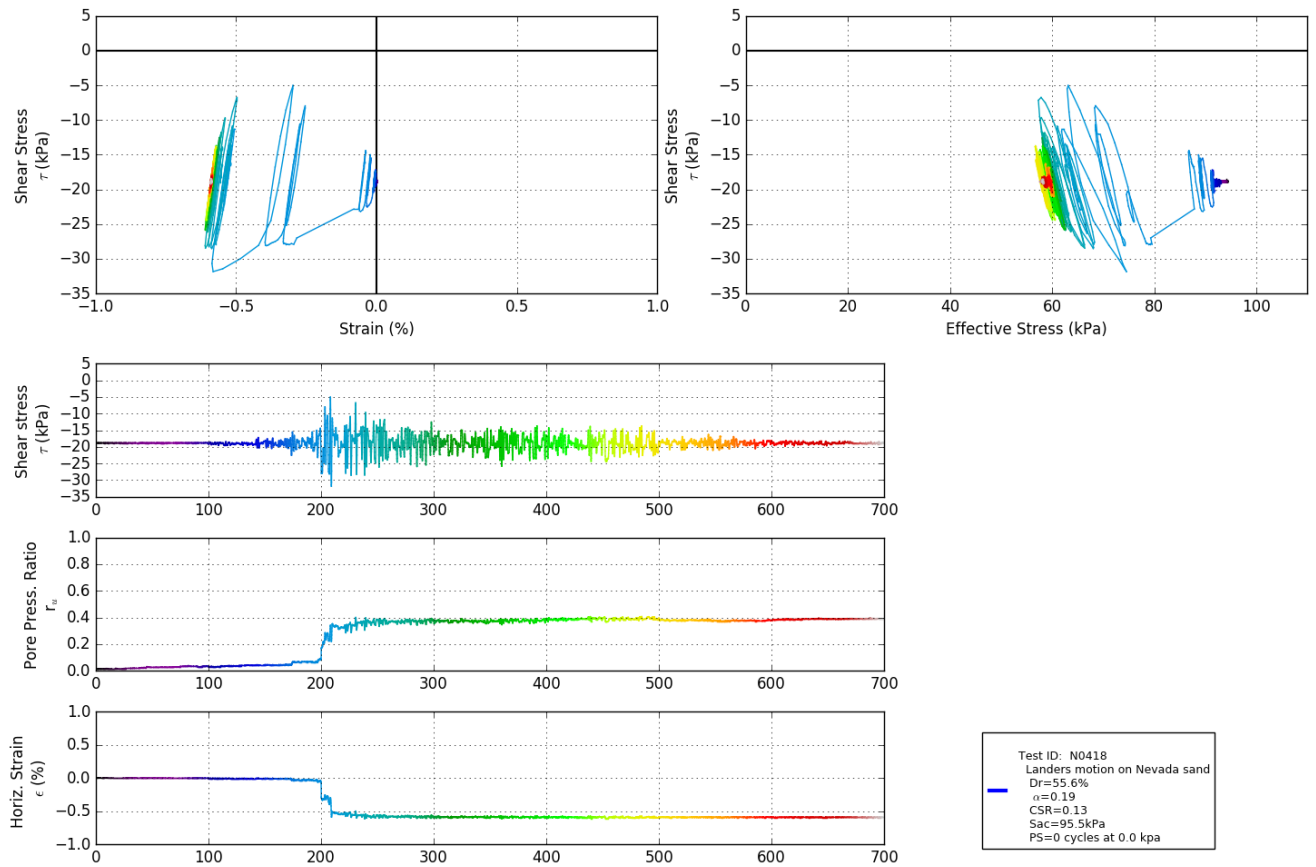 5
0
−5
−10
−15
−20
−25
−30
−35
Shear Stress
τ (kPa)
−1.0 −0.5 0.0 0.5 1.0
Strain (%)
5
0
−5
−10
−15
−20
−25
−30
−35
Shear Stress
τ (kPa)
0 20 40 60 80 100
Effective Stress (kPa)
5
0
−5
−10
−15
−20
−25
−30
−35
Shear stress
τ (kPa)
0 100 200 300 400 500 600 700
1.0
0.8
0.6
0.4
0.2
0.0
Pore Press. Ratio
r_u
0 100 200 300 400 500 600 700
1.0
0.5
0.0
−0.5
−1.0
Horiz. Strain
ϵ (%)
0 100 200 300 400 500 600 700
Test ID: N0418
Landers motion on Nevada sand
Dr=55.6%
α=0.19
CSR=0.13
Sac=95.5kPa
PS=0 cycles at 0.0 kpa